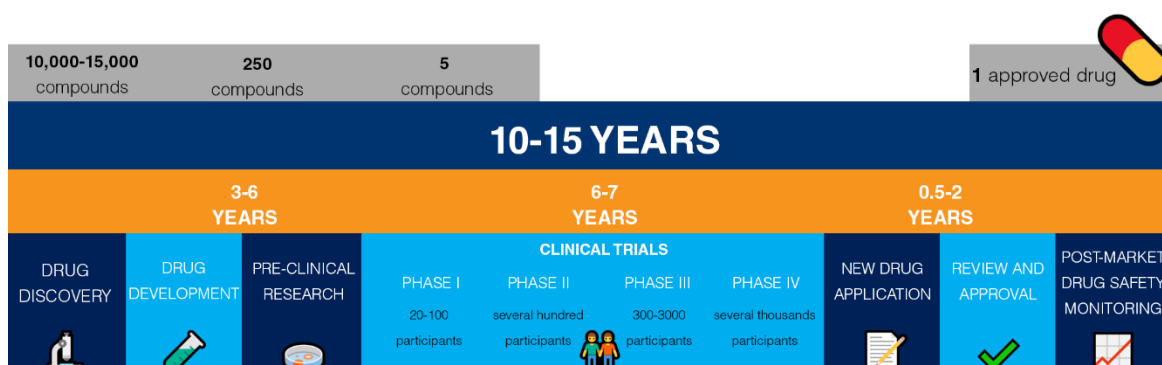 10,000-15,000
compounds
250
compounds
5
compounds
1 approved drug
10-15 YEARS
3-6
YEARS
6-7
YEARS
0.5-2
YEARS
DRUG
DISCOVERY
DRUG
DEVELOPMENT
PRE-CLINICAL
RESEARCH
CLINICAL TRIALS
PHASE I
20-100
participants
PHASE II
several hundred
participants
PHASE III
300-3000
participants
PHASE IV
several thousands
participants
NEW DRUG
APPLICATION
REVIEW AND
APPROVAL
POST-MARKET
DRUG SAFETY
MONITORING